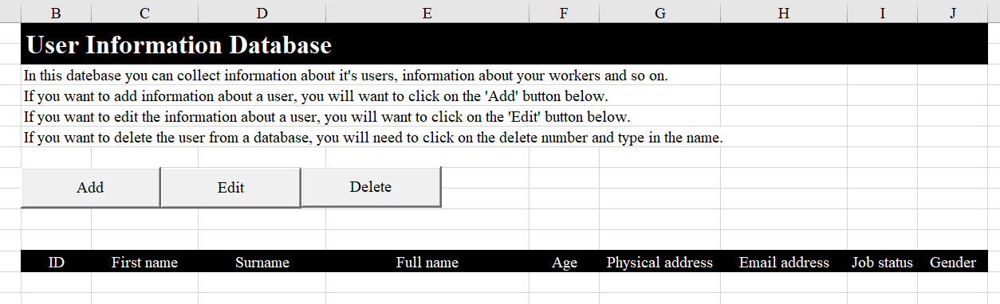 B C D E F G H I J
User Information Database
In this datebase you can collect information about it's users, information about your workers and so on.
If you want to add information about a user, you will want to click on the 'Add' button below.
If you want to edit the information about a user, you will want to click on the 'Edit' button below.
If you want to delete the user from a database, you will need to click on the delete number and type in the name.
Add Edit Delete
ID First name Surname Full name Age Physical address Email address Job status Gender